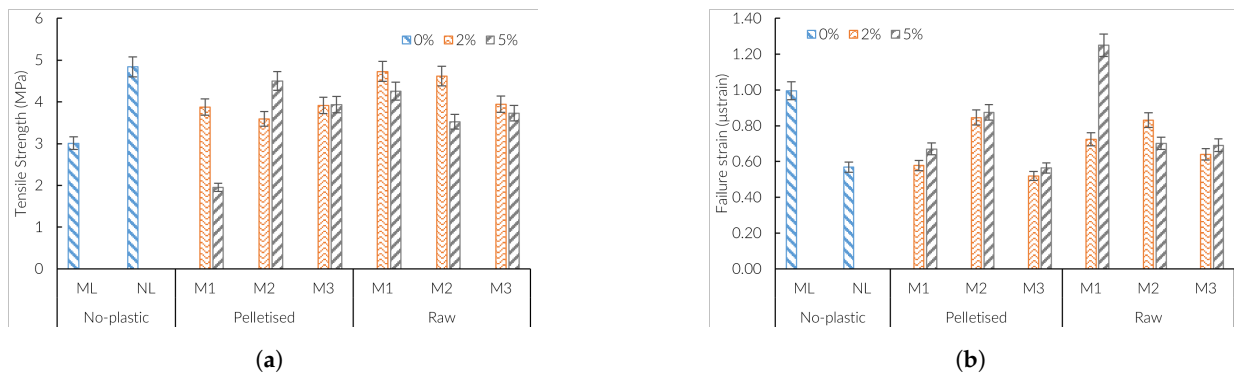 6
5
4
3
2
1
0
Tensile Strength (MPa)
0% 2% 5%
ML NL M1 M2 M3 M1 M2 M3
No-plastic Pelletised Raw
(a)
1.40
1.20
1.00
0.80
0.60
0.40
0.20
0.00
Failure strain (µstrain)
0% 2% 5%
ML NL M1 M2 M3 M1 M2 M3
No-plastic Pelletised Raw
(b)